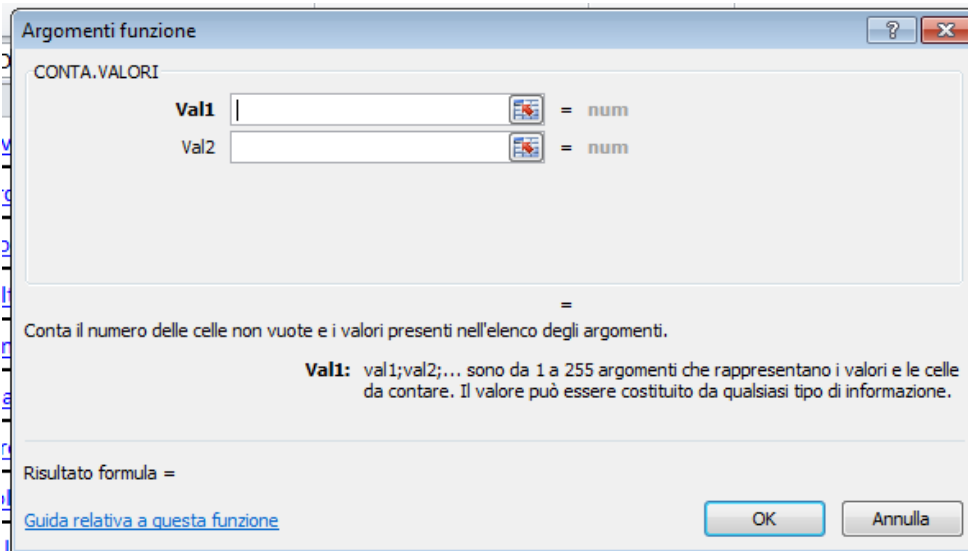 Argomenti funzione
CONTA.VALORI
Val1 = num
Val2 = num
=
Conta il numero delle celle non vuote e i valori presenti nell'elenco degli argomenti.
Val1: val1;val2;... sono da 1 a 255 argomenti che rappresentano i valori e le celle
da contare. Il valore può essere costituito da qualsiasi tipo di informazione.
Risultato formula =
Guida relativa a questa funzione
OK Annulla